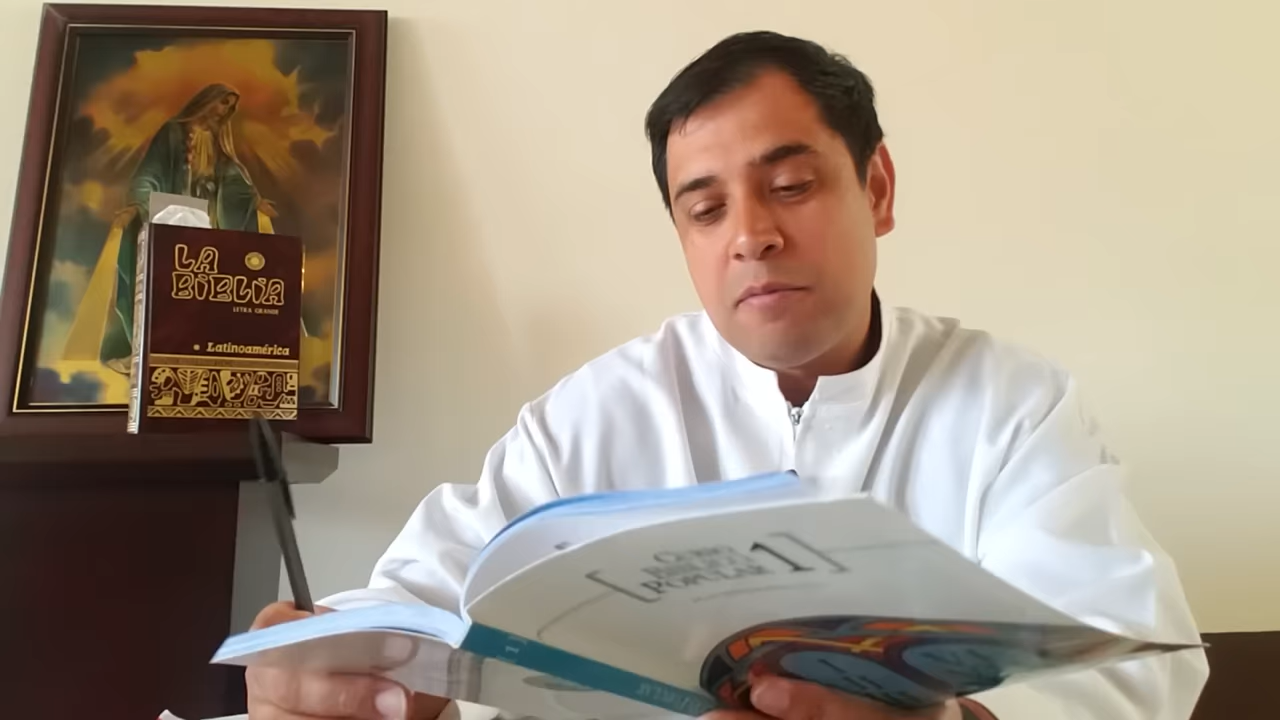 LA
BIBLIA
LETRA GRANDE
Latinoamérica
CURSO
BÍBLICO
POPULAR 1